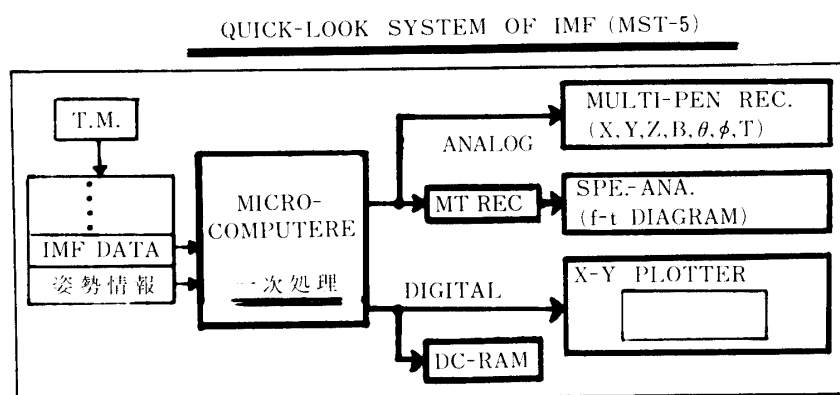 QUICK-LOOK SYSTEM OF IMF (MST-5)
T.M.
IMF DATA
姿勢情報
MICRO-
COMPUTERE
一次処理
ANALOG
MT REC
DIGITAL
DC-RAM
MULTI-PEN REC.
(X, Y, Z, B, θ, φ, T)
SPE.-ANA.
(f-t DIAGRAM)
X-Y PLOTTER